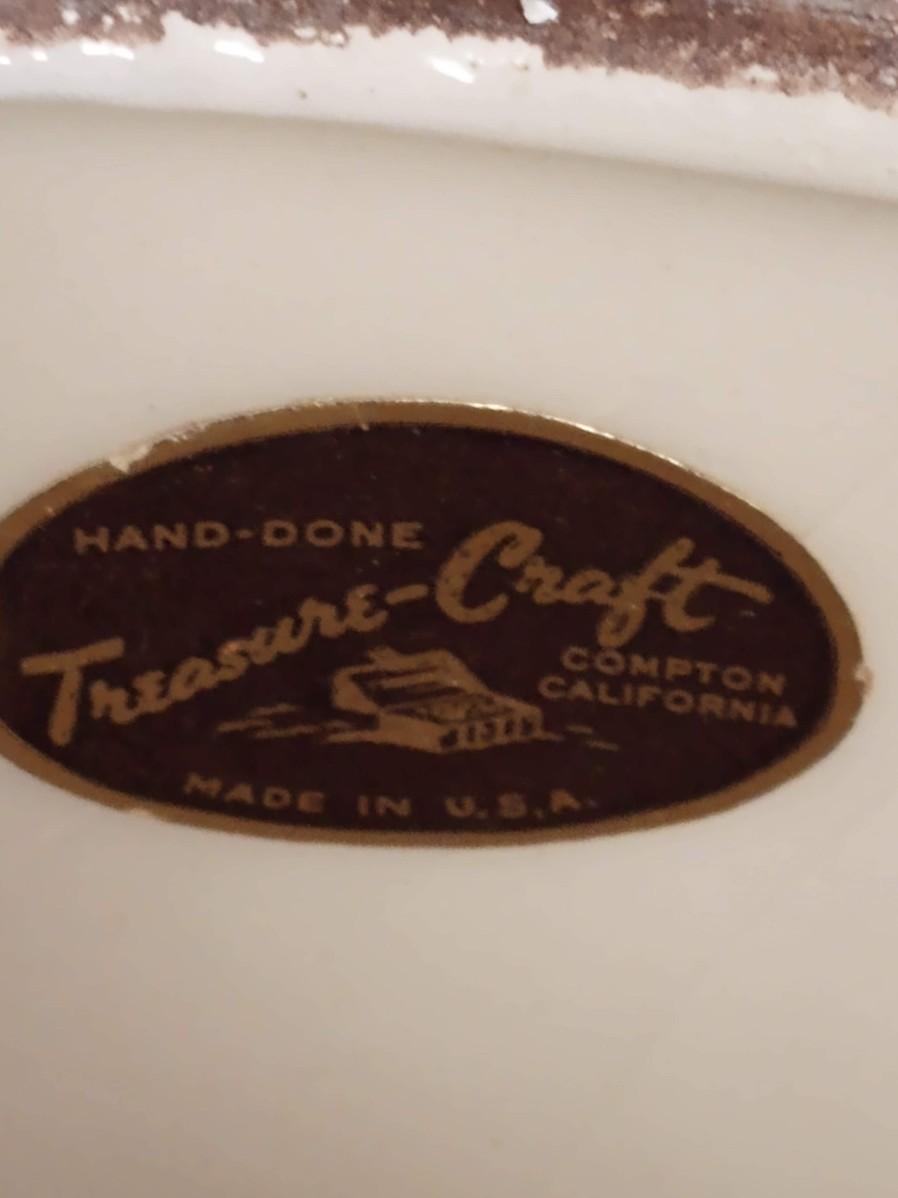 HAND-DONE
Treasure-Craft
COMPTON
CALIFORNIA
MADE IN U.S.A.